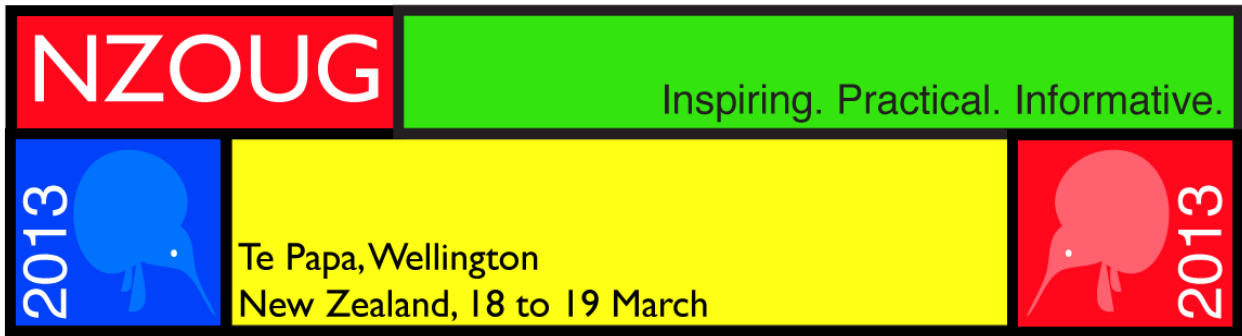 NZOUG
Inspiring. Practical. Informative.
2013
Te Papa, Wellington
New Zealand, 18 to 19 March
2013